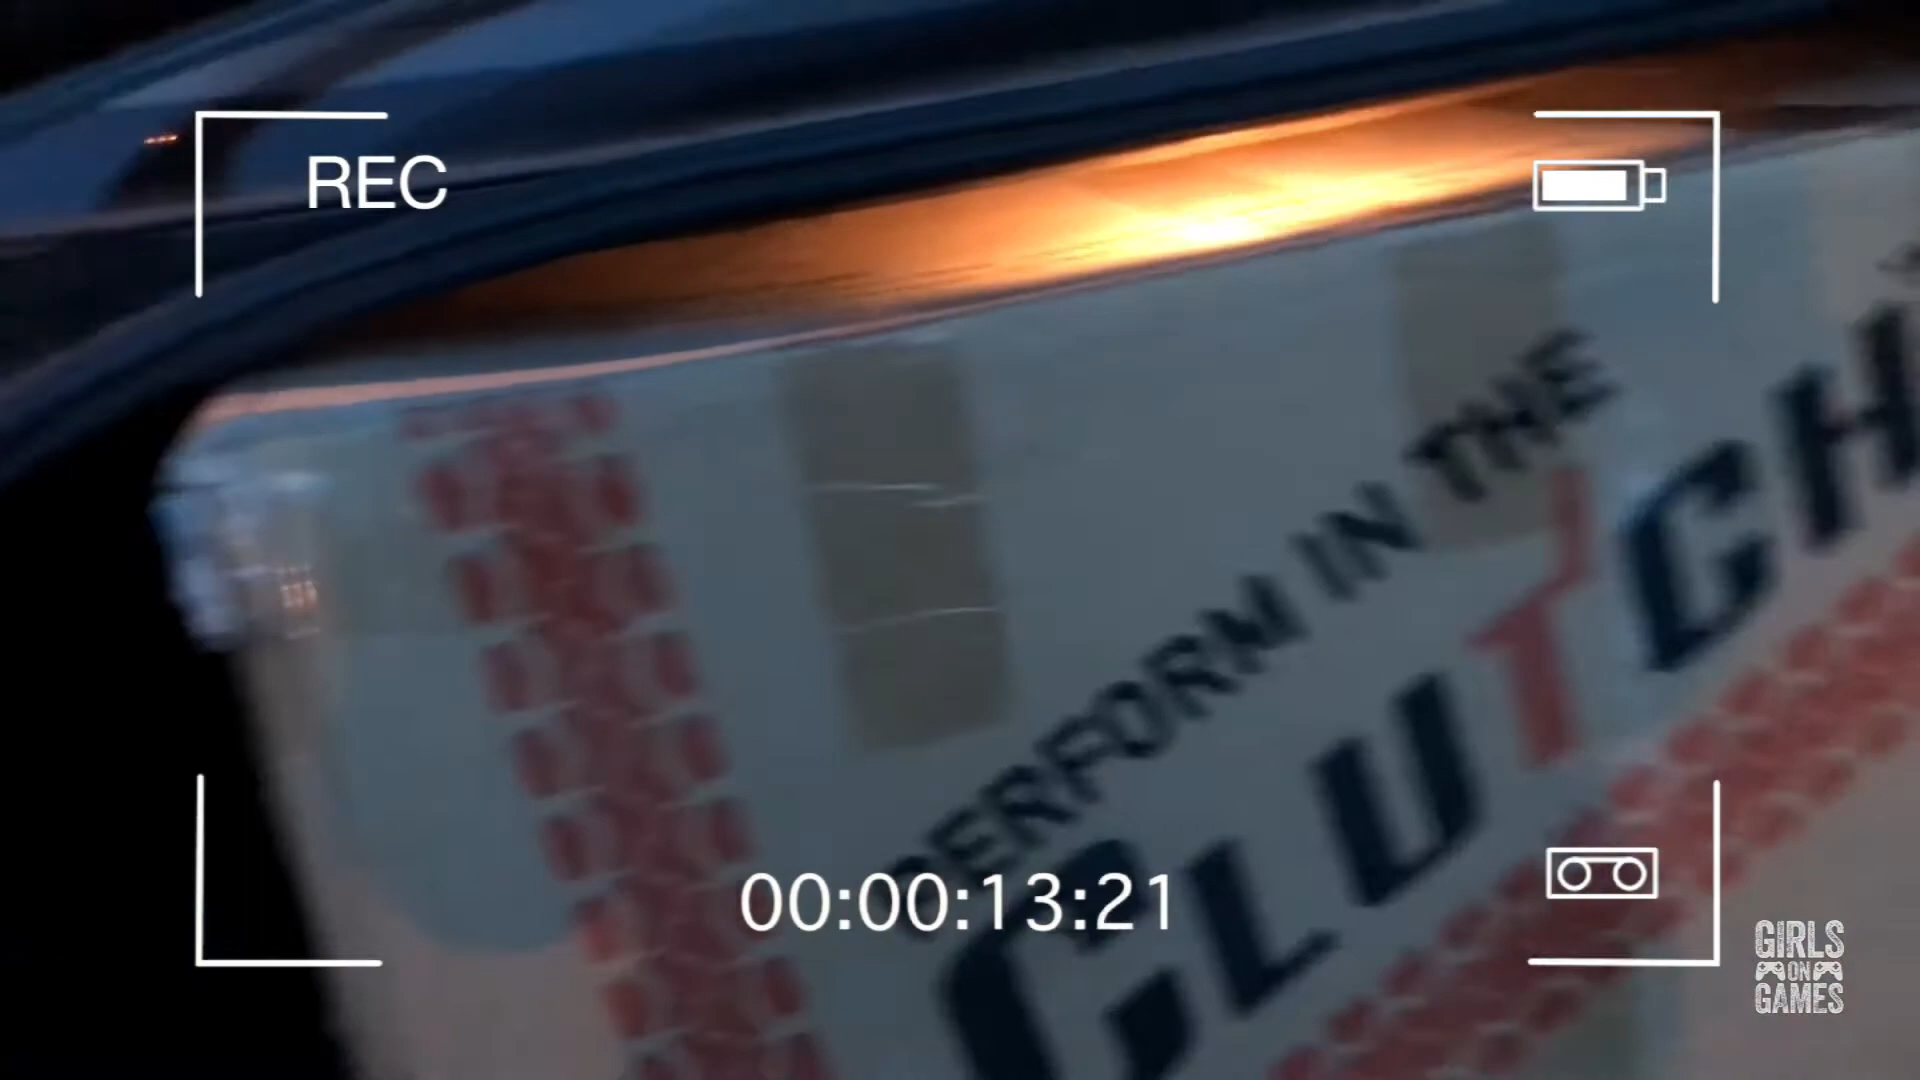 REC
PERFORM IN THE
CLUTCH
00:00:13:21
GIRLS
ON
GAMES